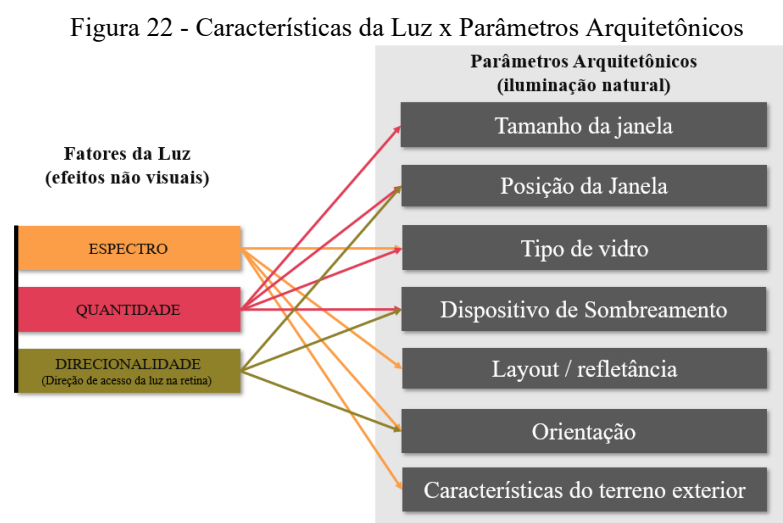 Figura 22 - Características da Luz x Parâmetros Arquitetônicos
Parâmetros Arquitetônicos
(iluminação natural)
Fatores da Luz
(efeitos não visuais)
ESPECTRO
QUANTIDADE
DIRECIONALIDADE
(Direção de acesso da luz na retina)
Tamanho da janela
Posição da Janela
Tipo de vidro
Dispositivo de Sombreamento
Layout / refletância
Orientação
Características do terreno exterior